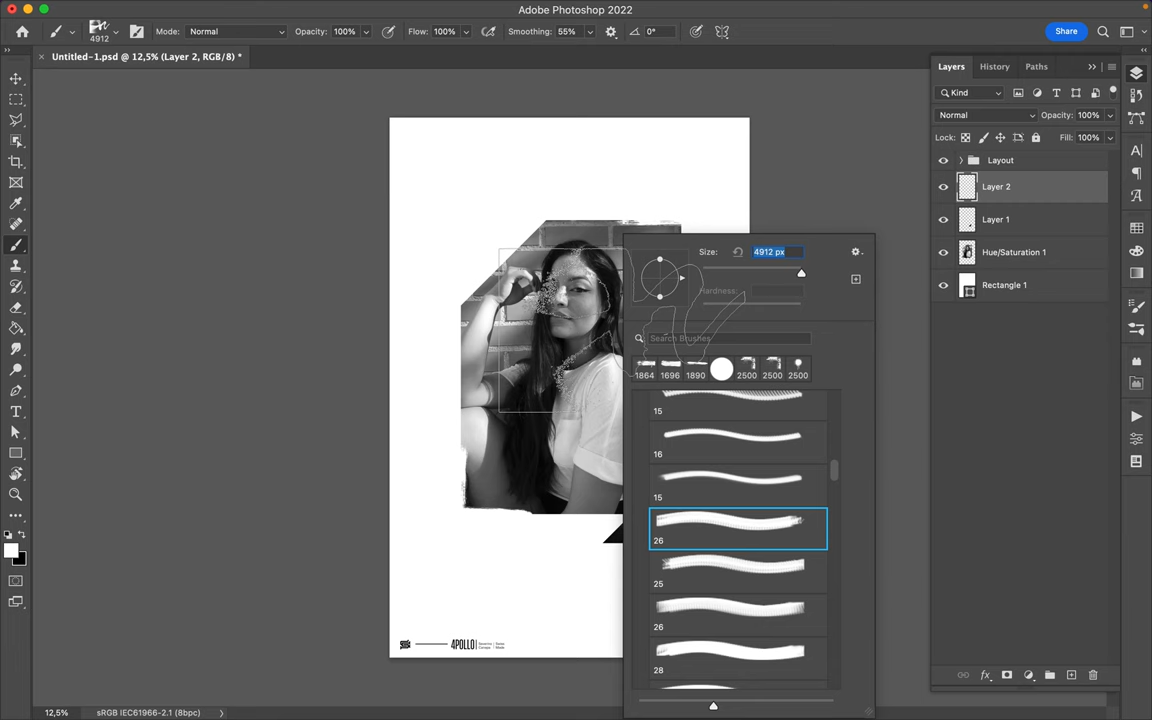 Adobe Photoshop 2022
4912
Mode:
Normal
Opacity:
100%
Flow:
100%
Smoothing:
55%
0°
Share
Untitled-1.psd @ 12,5% (Layer 2, RGB/8) *
Layers
History
Paths
Kind
Normal
Opacity:
100%
Lock:
Fill:
100%
Layout
Layer 2
Layer 1
Hue/Saturation 1
Rectangle 1
Size:
4912 px
Hardness:
Search Brushes
1864
1696
1890
2500
2500
2500
15
16
15
26
25
26
28
4POLLO
12,5%
sRGB IEC61966-2.1 (8bpc)